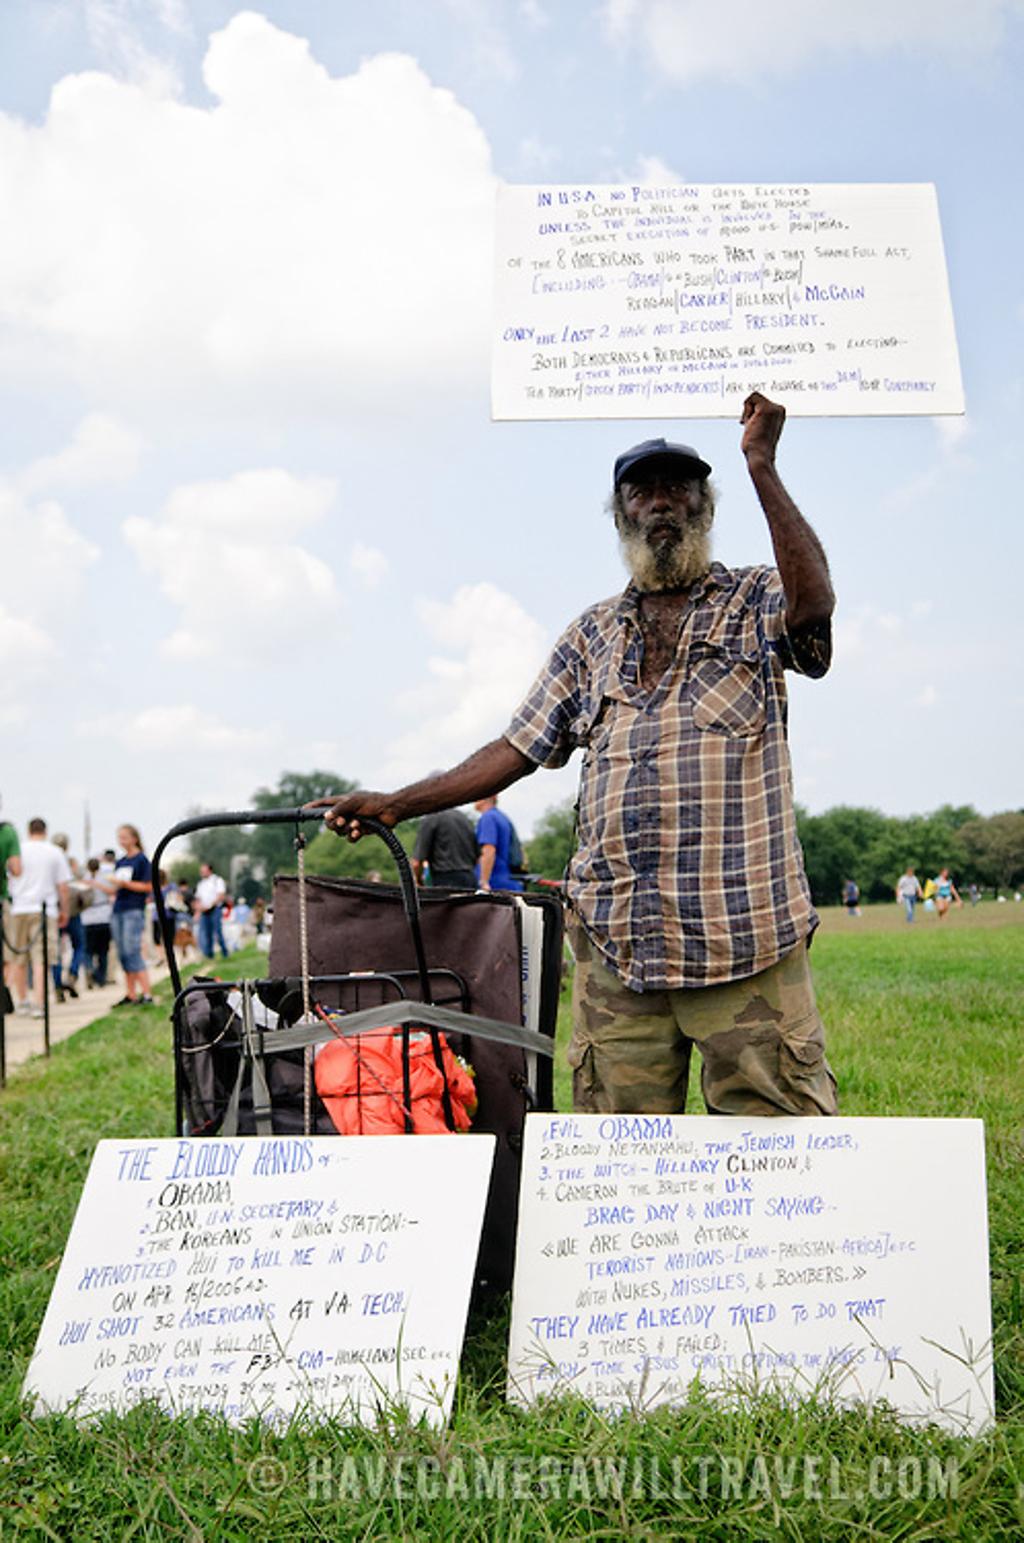 IN U.S.A. NO POLITICIAN GETS ELECTED
TO CAPITOL HILL OR THE WHITE HOUSE
UNLESS THE INDIVIDUAL IS INVOLVED IN THE
SECRET EXECUTION OF U.S. POW/MIAs.
OF THE 8 AMERICANS WHO TOOK PART IN THAT SHAMEFULL ACT,
[INCLUDING:- OBAMA/ BUSH/CLINTON/ BUSH/
REAGAN/CARTER/HILLARY/& McCAIN
ONLY THE LAST 2 HAVE NOT BECOME PRESIDENT.
BOTH DEMOCRATS & REPUBLICANS ARE COMMITED TO ELECTING-
EITHER HILLARY OR McCAIN IN
TEA PARTY/GREEN PARTY/INDEPENDENTS/ARE NOT AWARE OF THIS DEM/ CONSPIRACY
THE BLOODY HANDS OF:-
1. OBAMA,
2. BAN, U.N. SECRETARY &
3. THE KOREANS IN UNION STATION:-
HYPNOTIZED HUI TO KILL ME IN D.C
ON APR 16/2006 A.D.
HUI SHOT 32 AMERICANS AT V.A. TECH.
NO BODY CAN KILL ME
NOT EVEN THE FBI-CIA-HOMELAND SEC. ETC
JESUS CHRIST STANDS BY ME 24 HRS/DAY!!!
1. EVIL OBAMA,
2. BLOODY NETANYAHU, THE JEWISH LEADER,
3. THE WITCH - HILLARY CLINTON, &
4. CAMERON THE BRUTE OF U.K
BRAG DAY & NIGHT SAYING:-
«WE ARE GONNA ATTACK
TERORIST NATIONS-[IRAN-PAKISTAN-AFRICA] ETC
WITH NUKES, MISSILES, & BOMBERS.»
THEY HAVE ALREADY TRIED TO DO THAT
3 TIMES & FAILED:
EACH TIME JESUS CHRIST CAPTURED THE NUKES LIVE
© HAVECAMERAWILLTRAVEL.COM